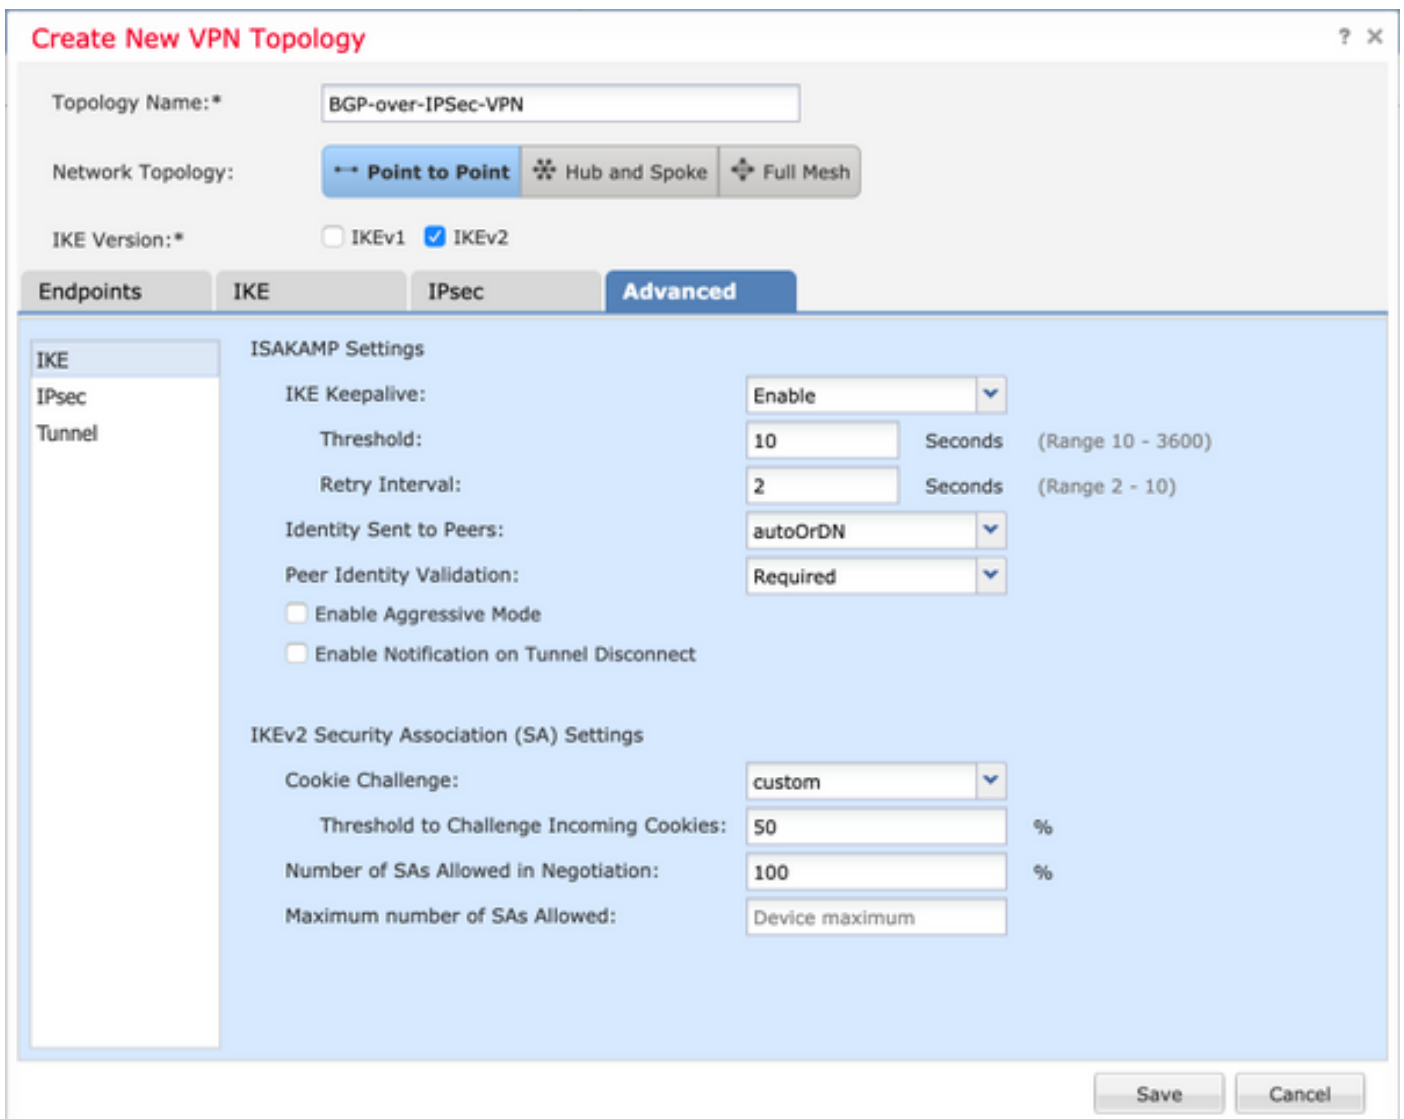 Create New VPN Topology ? ×
Topology Name:* BGP-over-IPSec-VPN
Network Topology: Point to Point Hub and Spoke Full Mesh
IKE Version:* IKEv1 IKEv2
Endpoints IKE IPsec Advanced
IKE
IPsec
Tunnel
ISAKAMP Settings
IKE Keepalive: Enable
Threshold: 10 Seconds (Range 10 - 3600)
Retry Interval: 2 Seconds (Range 2 - 10)
Identity Sent to Peers: autoOrDN
Peer Identity Validation: Required
Enable Aggressive Mode
Enable Notification on Tunnel Disconnect
IKEv2 Security Association (SA) Settings
Cookie Challenge: custom
Threshold to Challenge Incoming Cookies: 50 %
Number of SAs Allowed in Negotiation: 100 %
Maximum number of SAs Allowed: Device maximum
Save Cancel